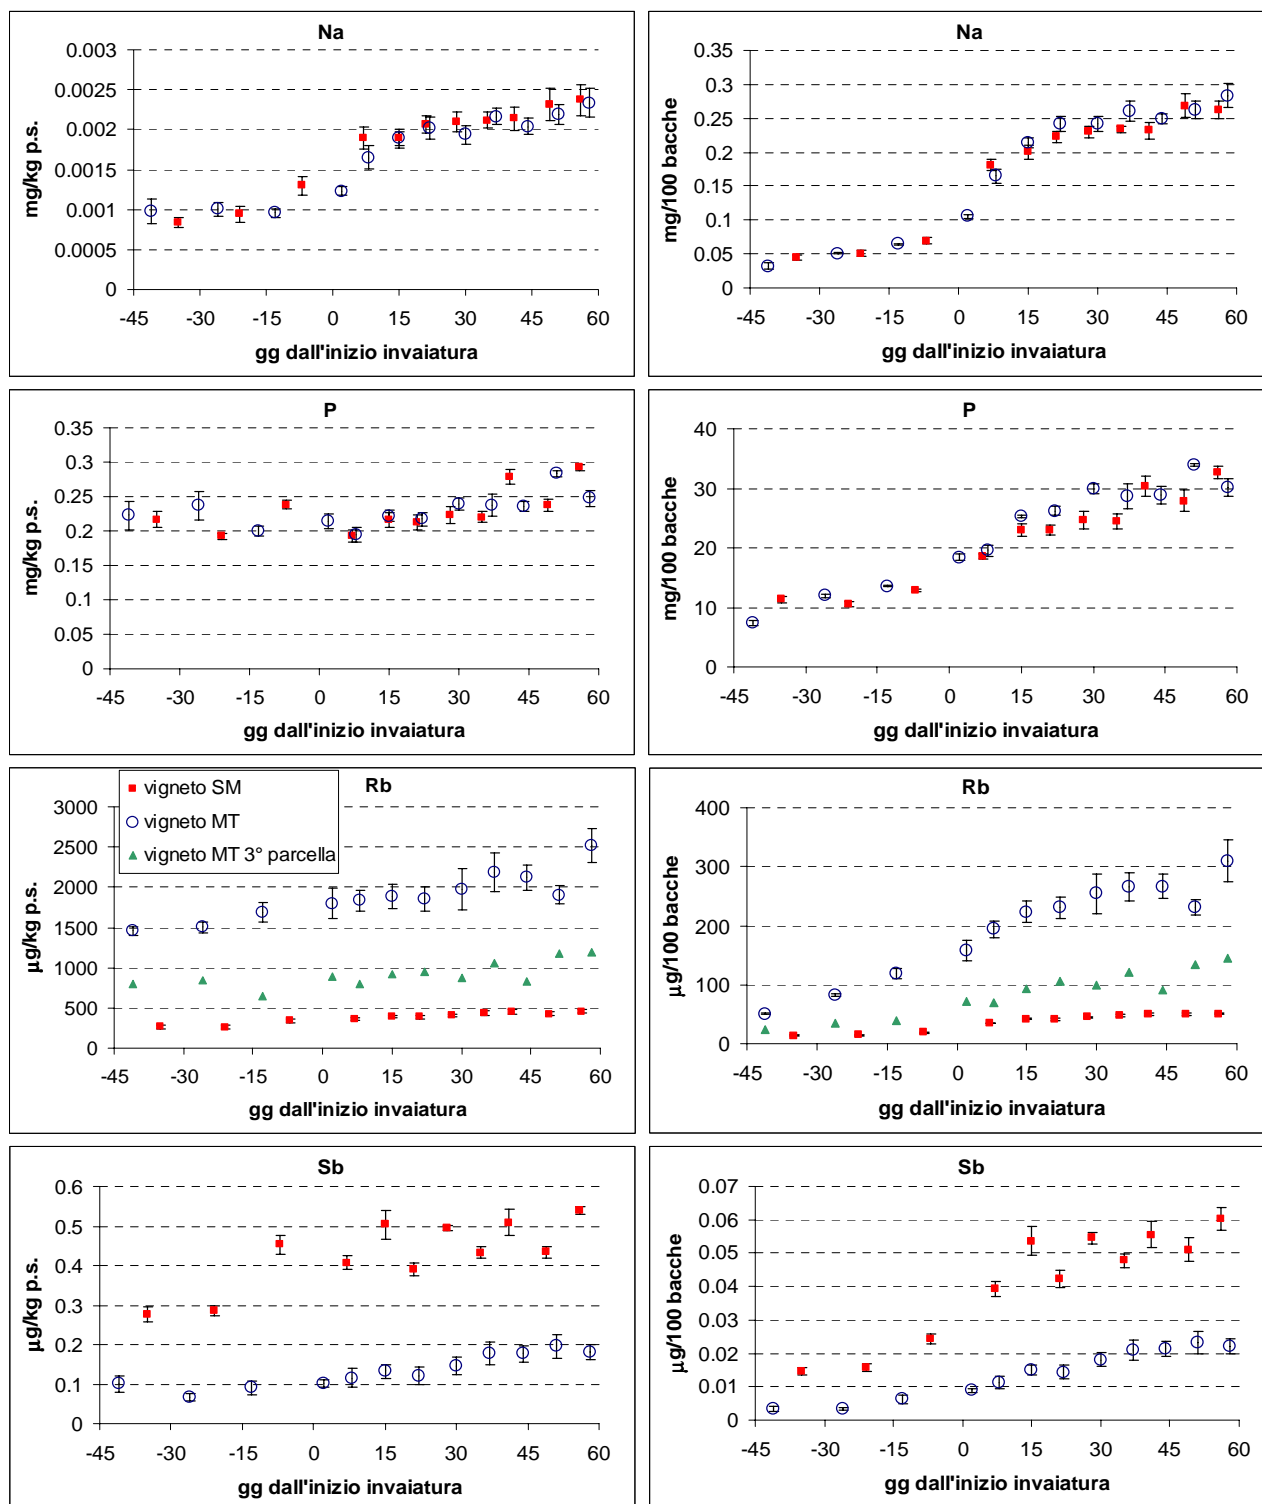 Na
0.003
0.0025
0.002
0.0015
0.001
0.0005
0
mg/kg p.s.
-45 -30 -15 0 15 30 45 60
gg dall'inizio invaiatura
Na
0.35
0.3
0.25
0.2
0.15
0.1
0.05
0
mg/100 bacche
-45 -30 -15 0 15 30 45 60
gg dall'inizio invaiatura
P
0.35
0.3
0.25
0.2
0.15
0.1
0.05
0
mg/kg p.s.
-45 -30 -15 0 15 30 45 60
gg dall'inizio invaiatura
P
40
30
20
10
0
mg/100 bacche
-45 -30 -15 0 15 30 45 60
gg dall'inizio invaiatura
Rb
vigneto SM
vigneto MT
vigneto MT 3° parcella
3000
2500
2000
1500
1000
500
0
µg/kg p.s.
-45 -30 -15 0 15 30 45 60
gg dall'inizio invaiatura
Rb
400
300
200
100
0
µg/100 bacche
-45 -30 -15 0 15 30 45 60
gg dall'inizio invaiatura
Sb
0.6
0.5
0.4
0.3
0.2
0.1
0
µg/kg p.s.
-45 -30 -15 0 15 30 45 60
gg dall'inizio invaiatura
Sb
0.07
0.06
0.05
0.04
0.03
0.02
0.01
0
µg/100 bacche
-45 -30 -15 0 15 30 45 60
gg dall'inizio invaiatura